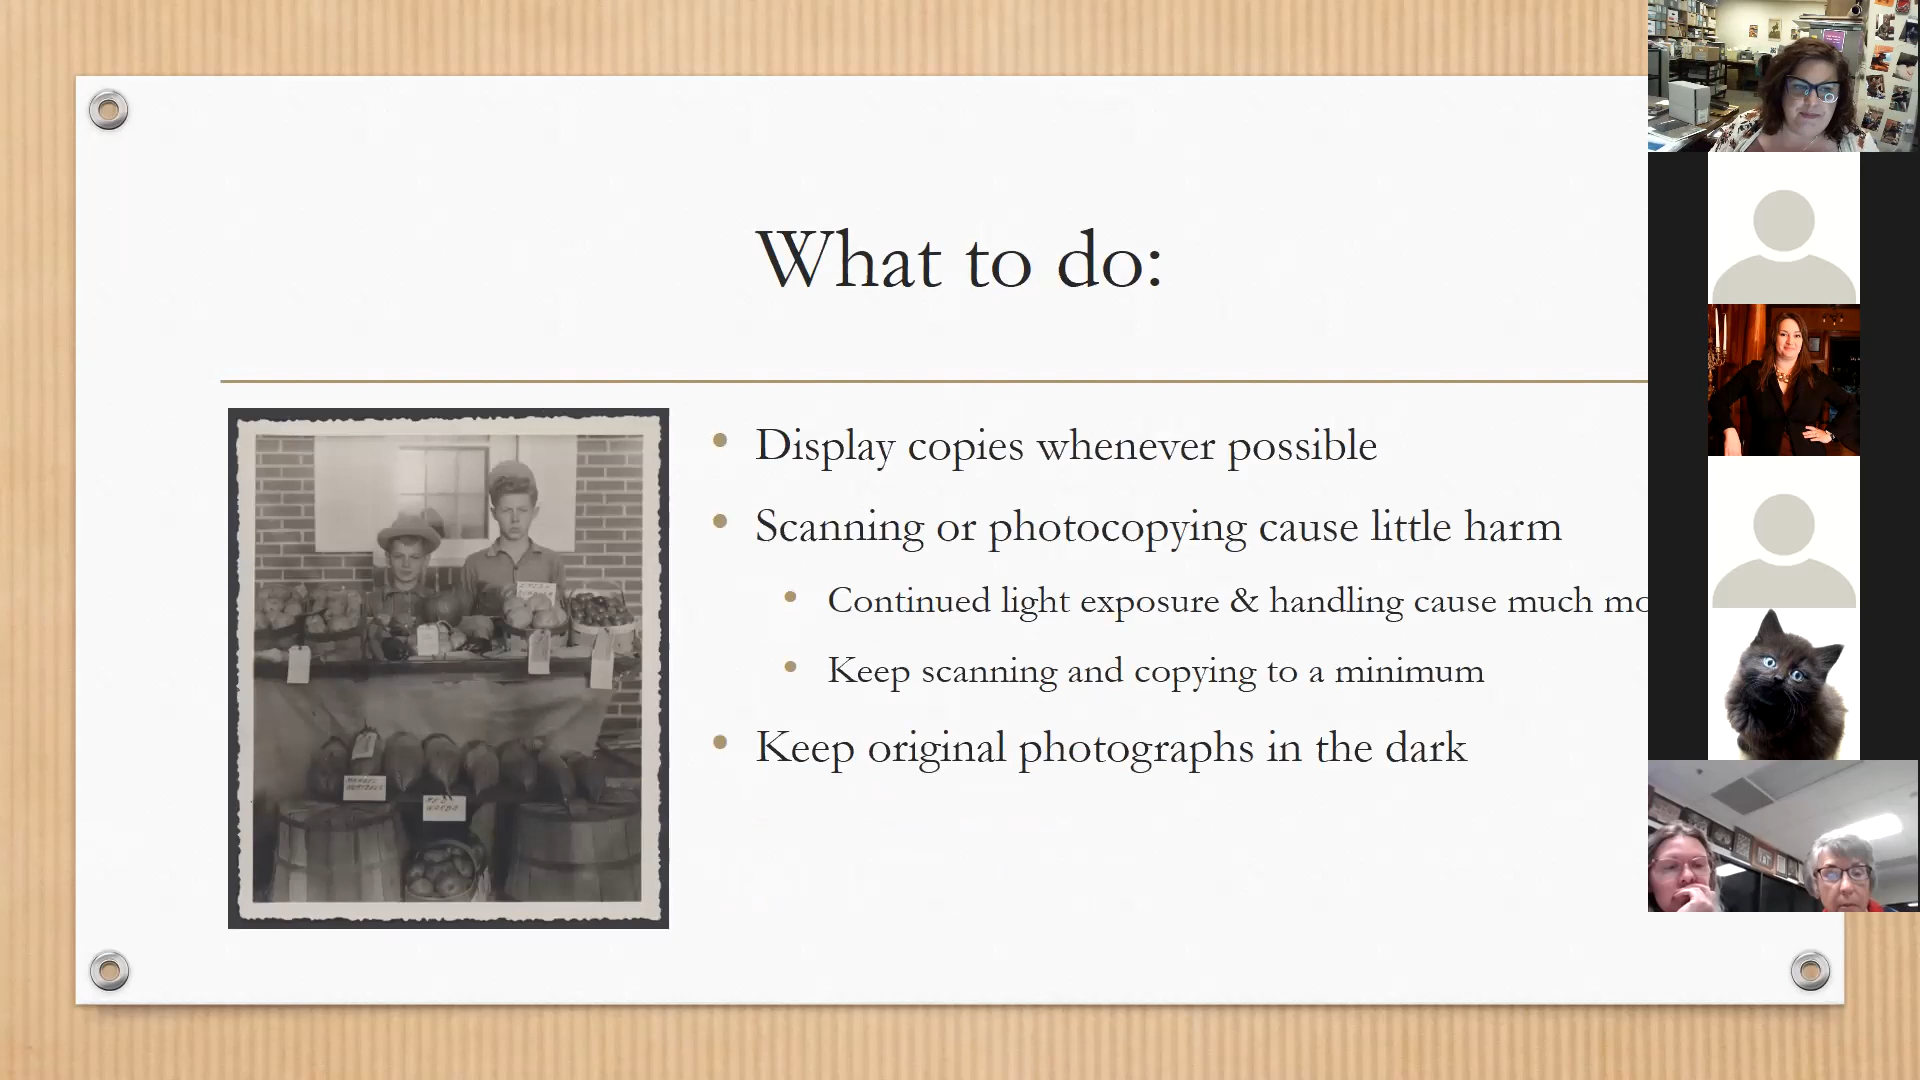 What to do:
Display copies whenever possible
Scanning or photocopying cause little harm
Continued light exposure & handling cause much mo
Keep scanning and copying to a minimum
Keep original photographs in the dark